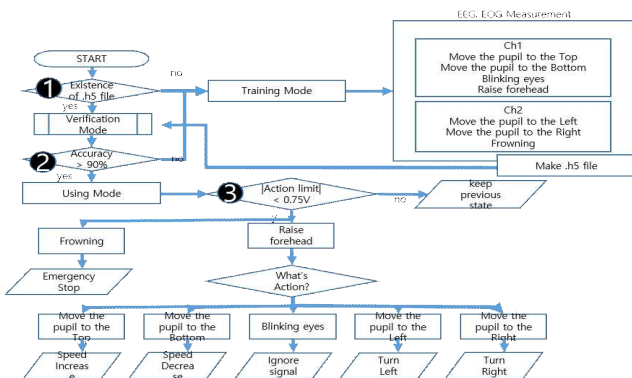 EEG, EOG Measurement
START
1
Existence
of .h5 file
no
yes
Training Mode
Ch1
Move the pupil to the Top
Move the pupil to the Bottom
Blinking eyes
Raise forehead
Ch2
Move the pupil to the Left
Move the pupil to the Right
Frowning
Verification
Mode
2
Accuracy
> 90%
no
yes
Make .h5 file
Using Mode
3
|Action limit|
< 0.75V
no
keep
previous
state
y
Frowning
Raise
forehead
Emergency
Stop
What's
Action?
Move the
pupil to the
Top
Move the
pupil to the
Bottom
Blinking eyes
Move the
pupil to the
Left
Move the
pupil to the
Right
Speed
Increas
e
Speed
Decrea
se
Ignore
signal
Turn
Left
Turn
Right